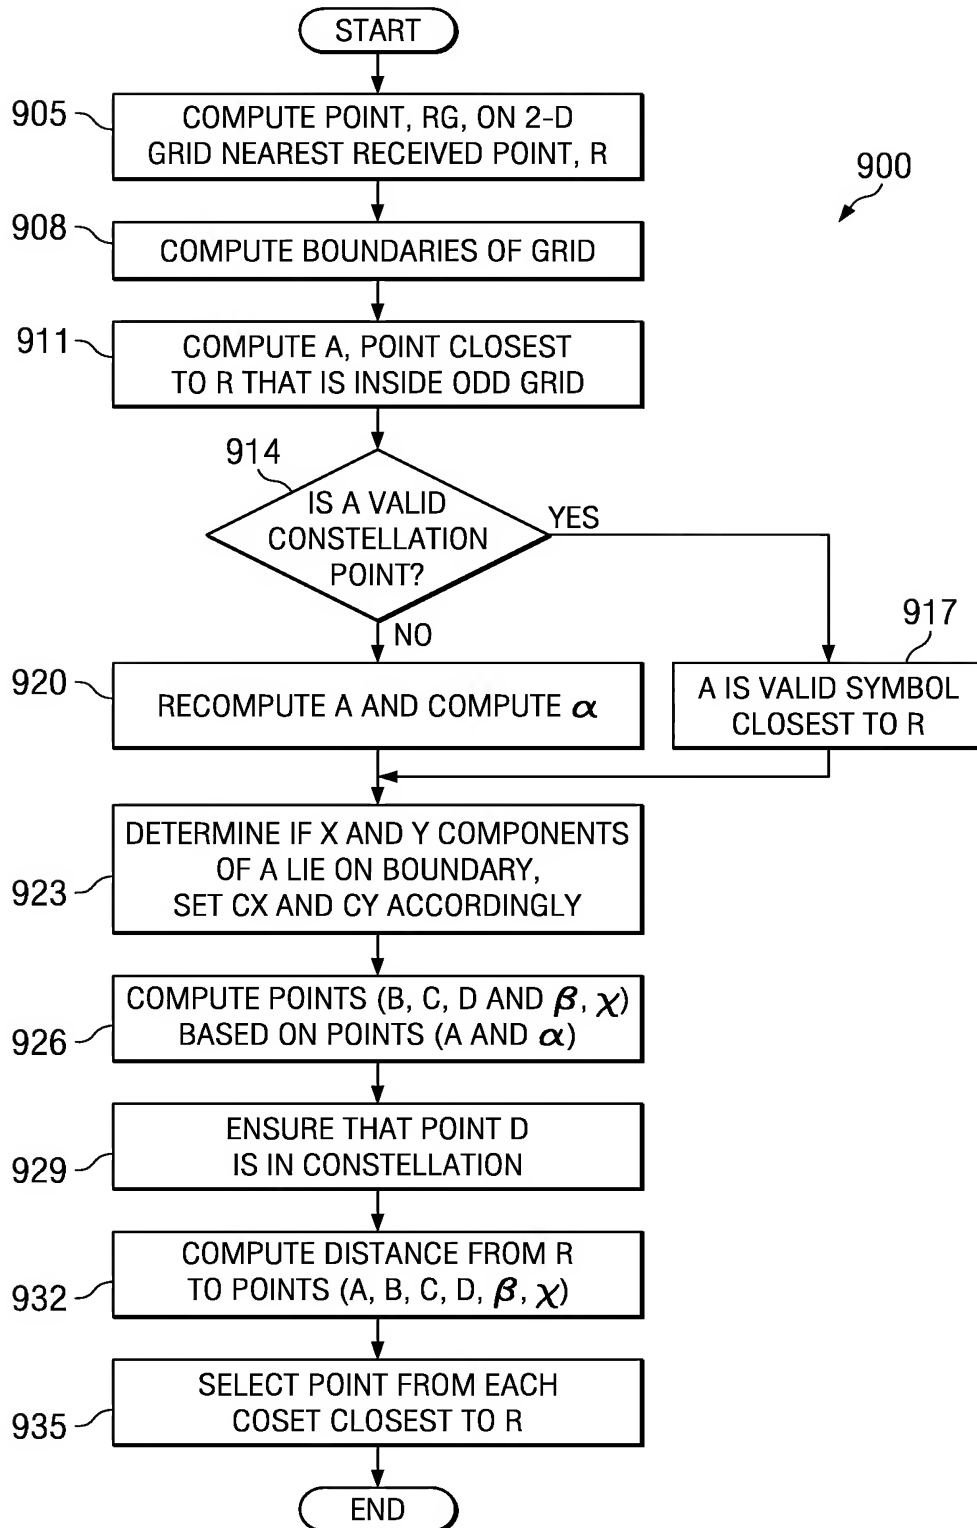 START
905
COMPUTE POINT, RG, ON 2-D
GRID NEAREST RECEIVED POINT, R
900
908
COMPUTE BOUNDARIES OF GRID
911
COMPUTE A, POINT CLOSEST
TO R THAT IS INSIDE ODD GRID
914
IS A VALID
CONSTELLATION
POINT?
YES
NO
917
A IS VALID SYMBOL
CLOSEST TO R
920
RECOMPUTE A AND COMPUTE α
923
DETERMINE IF X AND Y COMPONENTS
OF A LIE ON BOUNDARY,
SET CX AND CY ACCORDINGLY
926
COMPUTE POINTS (B, C, D AND β, χ)
BASED ON POINTS (A AND α)
929
ENSURE THAT POINT D
IS IN CONSTELLATION
932
COMPUTE DISTANCE FROM R
TO POINTS (A, B, C, D, β, χ)
935
SELECT POINT FROM EACH
COSET CLOSEST TO R
END